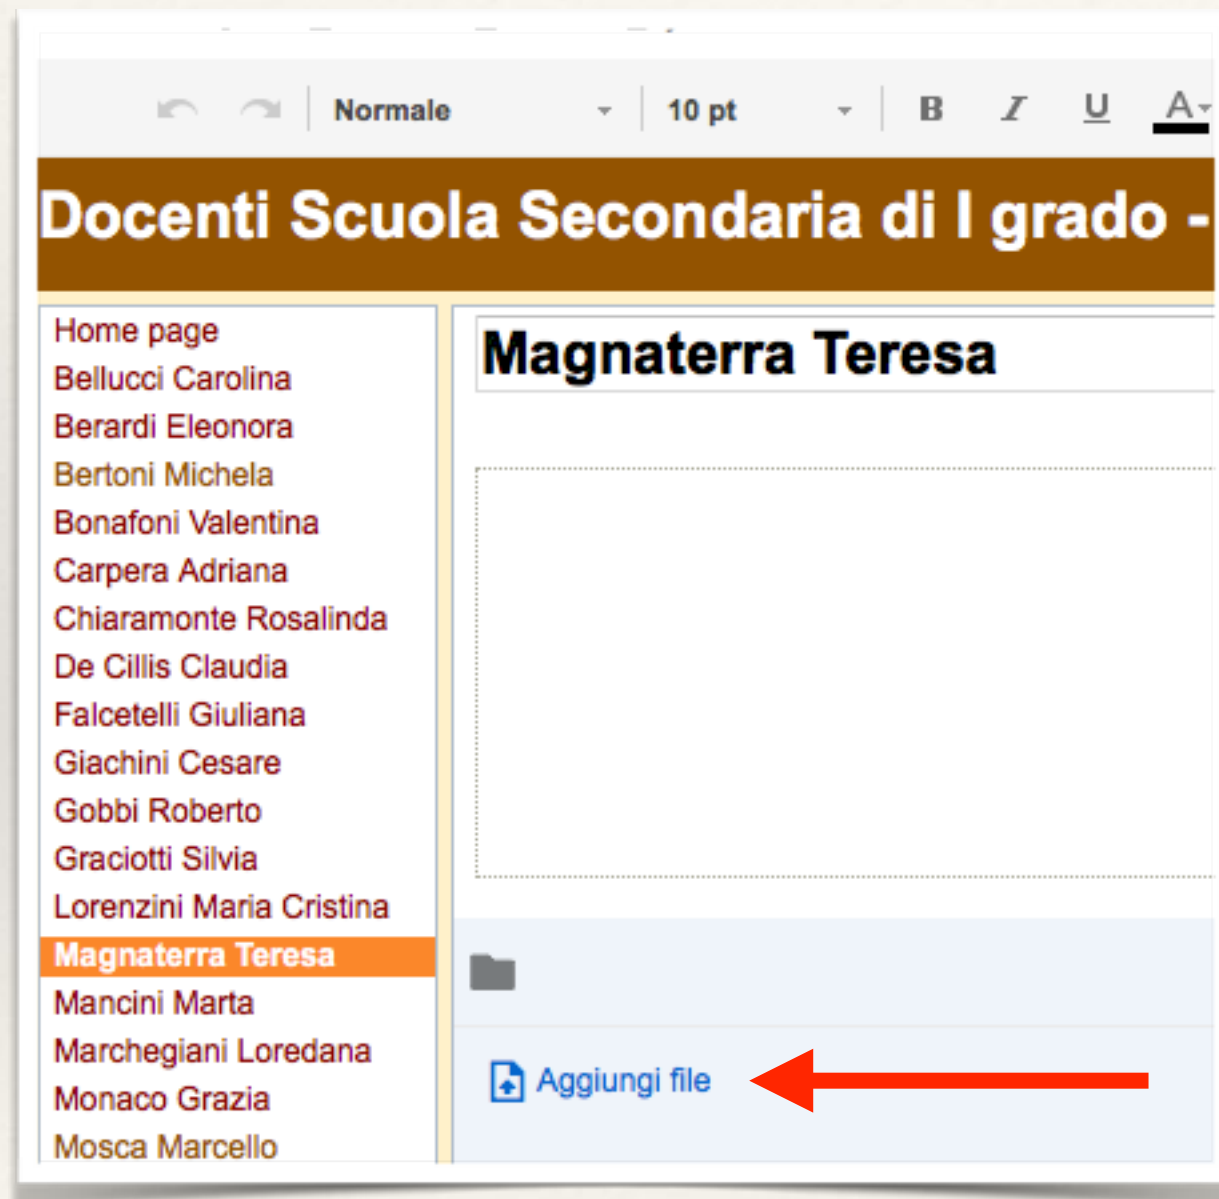 Normale 10 pt B I U A
Docenti Scuola Secondaria di I grado -
Home page
Bellucci Carolina
Berardi Eleonora
Bertoni Michela
Bonafoni Valentina
Carpera Adriana
Chiaramonte Rosalinda
De Cillis Claudia
Falcetelli Giuliana
Giachini Cesare
Gobbi Roberto
Graciotti Silvia
Lorenzini Maria Cristina
Magnaterra Teresa
Mancini Marta
Marchegiani Loredana
Monaco Grazia
Mosca Marcello
Magnaterra Teresa
Aggiungi file